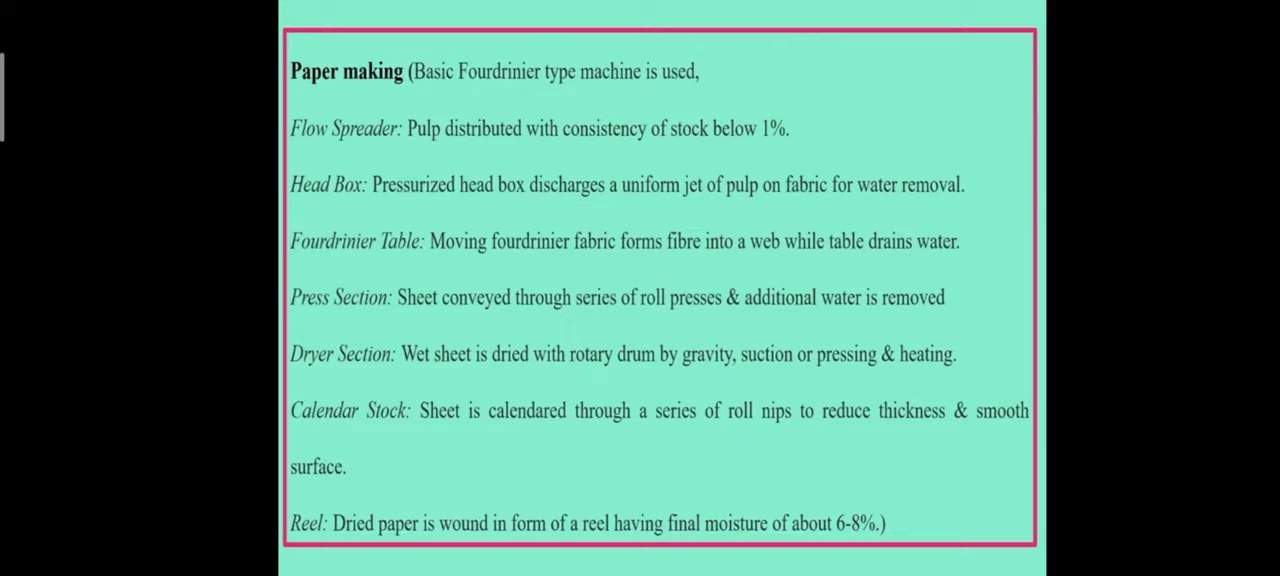 Paper making (Basic Fourdrinier type machine is used,
Flow Spreader: Pulp distributed with consistency of stock below 1%.
Head Box: Pressurized head box discharges a uniform jet of pulp on fabric for water removal.
Fourdrinier Table: Moving fourdrinier fabric forms fibre into a web while table drains water.
Press Section: Sheet conveyed through series of roll presses & additional water is removed
Dryer Section: Wet sheet is dried with rotary drum by gravity, suction or pressing & heating.
Calendar Stock: Sheet is calendared through a series of roll nips to reduce thickness & smooth
surface.
Reel: Dried paper is wound in form of a reel having final moisture of about 6-8%.)